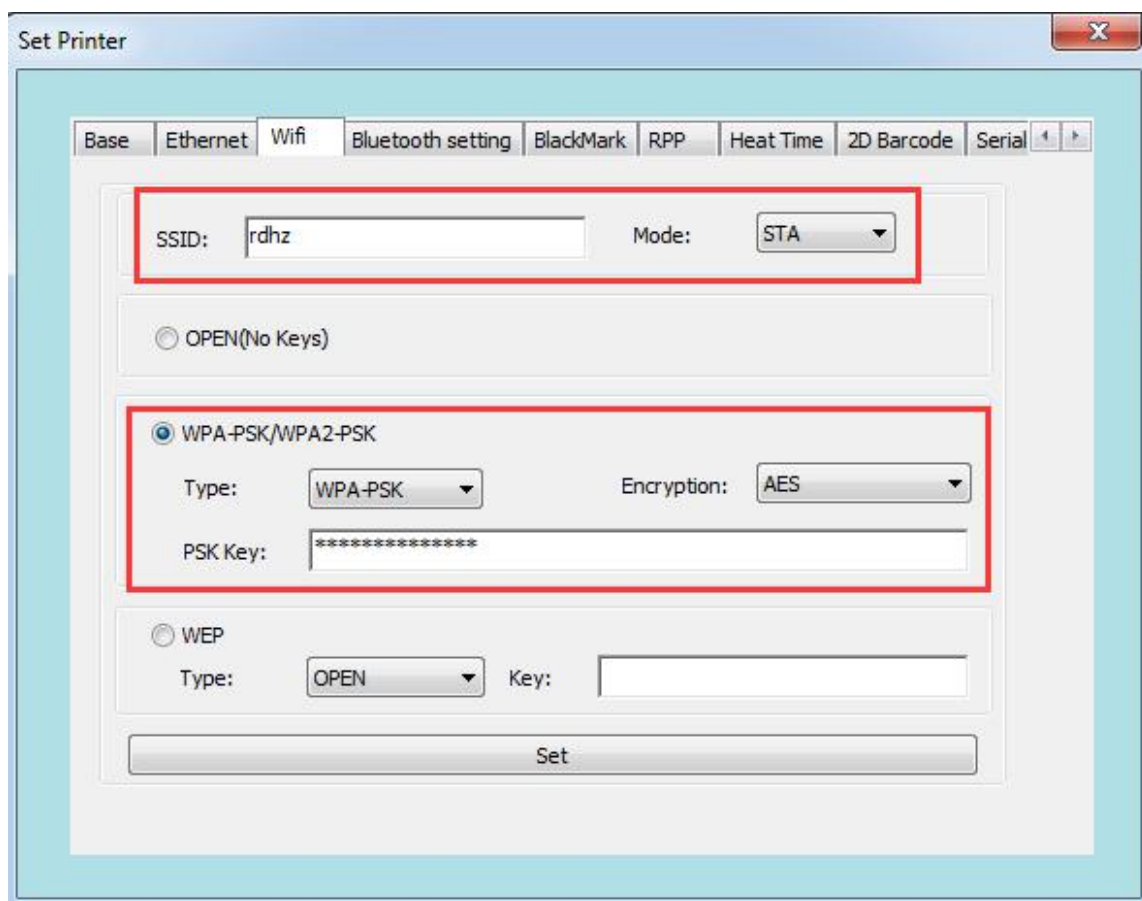 Set Printer
Base Ethernet Wifi Bluetooth setting BlackMark RPP Heat Time 2D Barcode Serial
SSID: rdhz Mode: STA
OPEN(No Keys)
WPA-PSK/WPA2-PSK
Type: WPA-PSK Encryption: AES
PSK Key: **************
WEP
Type: OPEN Key:
Set